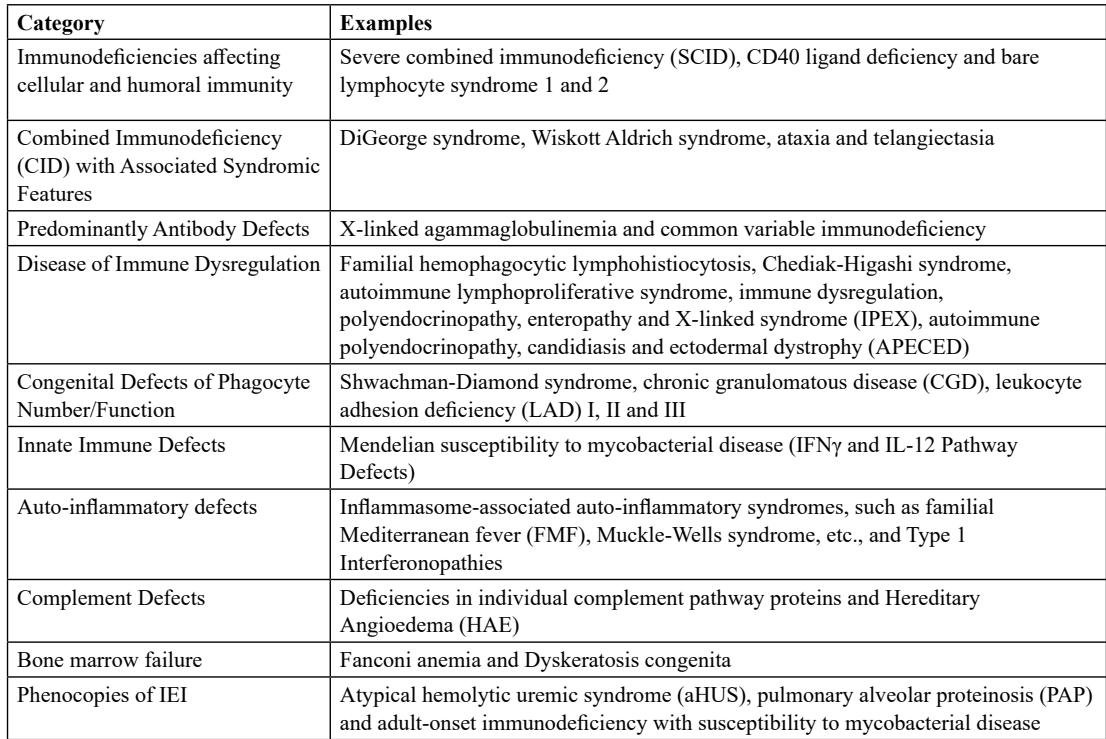 Category Examples
Immunodeficiencies affecting cellular and humoral immunity
Severe combined immunodeficiency (SCID), CD40 ligand deficiency and bare
lymphocyte syndrome 1 and 2
Combined Immunodeficiency
(CID) with Associated Syndromic
Features
DiGeorge syndrome, Wiskott Aldrich syndrome, ataxia and telangiectasia
Predominantly Antibody Defects
X-linked agammaglobulinemia and common variable immunodeficiency
Disease of Immune Dysregulation
Familial hemophagocytic lymphohistiocytosis, Chediak-Higashi syndrome,
autoimmune lymphoproliferative syndrome, immune dysregulation,
polyendocrinopathy, enteropathy and X-linked syndrome (IPEX), autoimmune
polyendocrinopathy, candidiasis and ectodermal dystrophy (APECED)
Congenital Defects of Phagocyte
Number/Function
Shwachman-Diamond syndrome, chronic granulomatous disease (CGD), leukocyte
adhesion deficiency (LAD) I, II and III
Innate Immune Defects
Mendelian susceptibility to mycobacterial disease (IFNγ and IL-12 Pathway
Defects)
Auto-inflammatory defects
Inflammasome-associated auto-inflammatory syndromes, such as familial
Mediterranean fever (FMF), Muckle-Wells syndrome, etc., and Type 1
Interferonopathies
Complement Defects
Deficiencies in individual complement pathway proteins and Hereditary
Angioedema (HAE)
Bone marrow failure
Fanconi anemia and Dyskeratosis congenita
Phenocopies of IEI
Atypical hemolytic uremic syndrome (aHUS), pulmonary alveolar proteinosis (PAP)
and adult-onset immunodeficiency with susceptibility to mycobacterial disease